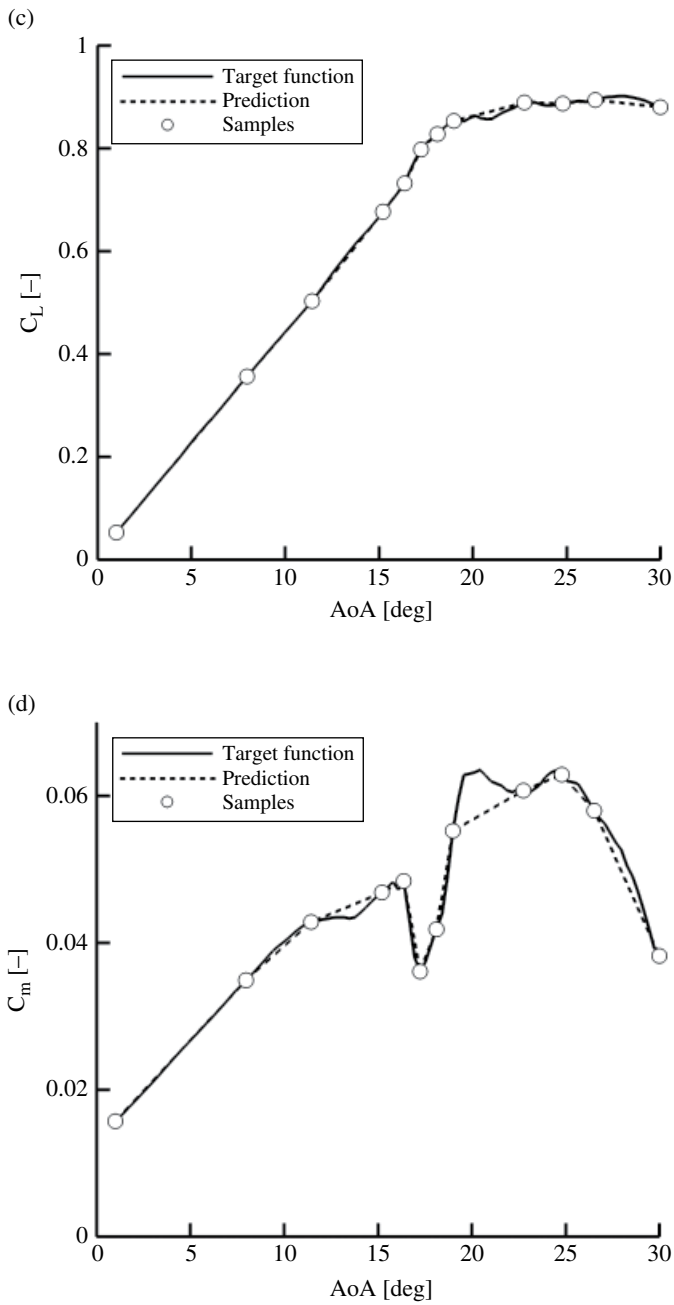 (c)
1
Target function
Prediction
Samples
0.8
0.6
C_L [–]
0.4
0.2
0
0 5 10 15 20 25 30
AoA [deg]
(d)
Target function
Prediction
Samples
0.06
0.04
C_m [–]
0.02
0
0 5 10 15 20 25 30
AoA [deg]